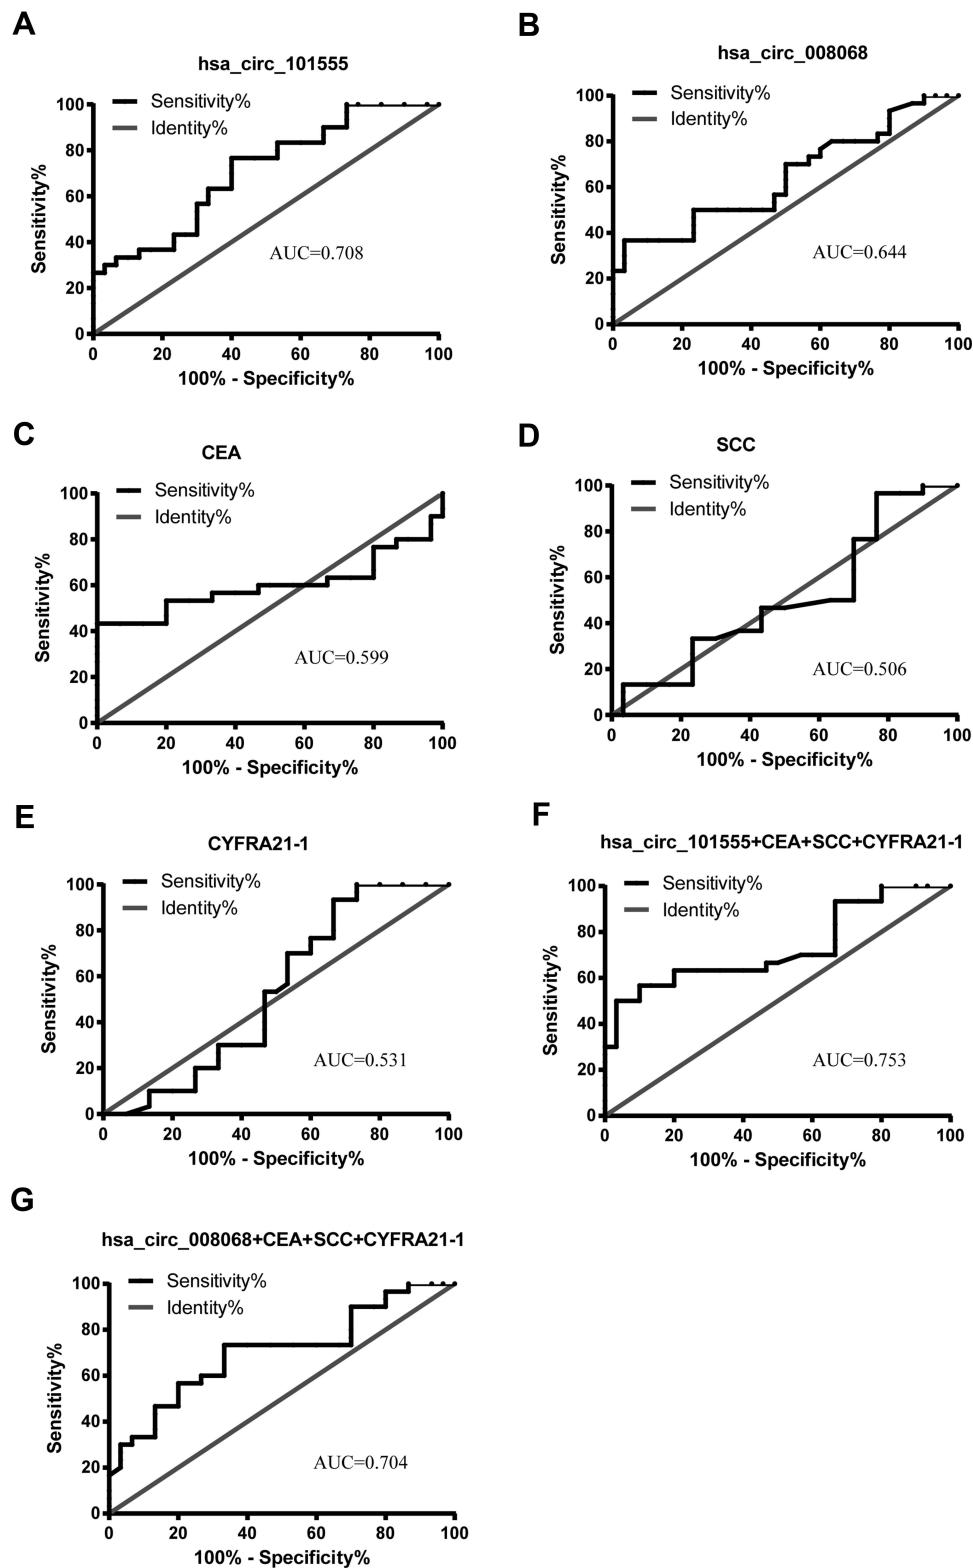 A
hsa_circ_101555
Sensitivity%
Identity%
100
80
60
40
20
0
Sensitivity%
AUC=0.708
0 20 40 60 80 100
100% - Specificity%
B
hsa_circ_008068
Sensitivity%
Identity%
100
80
60
40
20
0
Sensitivity%
AUC=0.644
0 20 40 60 80 100
100% - Specificity%
C
CEA
Sensitivity%
Identity%
100
80
60
40
20
0
Sensitivity%
AUC=0.599
0 20 40 60 80 100
100% - Specificity%
D
SCC
Sensitivity%
Identity%
100
80
60
40
20
0
Sensitivity%
AUC=0.506
0 20 40 60 80 100
100% - Specificity%
E
CYFRA21-1
Sensitivity%
Identity%
100
80
60
40
20
0
Sensitivity%
AUC=0.531
0 20 40 60 80 100
100% - Specificity%
F
hsa_circ_101555+CEA+SCC+CYFRA21-1
Sensitivity%
Identity%
100
80
60
40
20
0
Sensitivity%
AUC=0.753
0 20 40 60 80 100
100% - Specificity%
G
hsa_circ_008068+CEA+SCC+CYFRA21-1
Sensitivity%
Identity%
100
80
60
40
20
0
Sensitivity%
AUC=0.704
0 20 40 60 80 100
100% - Specificity%